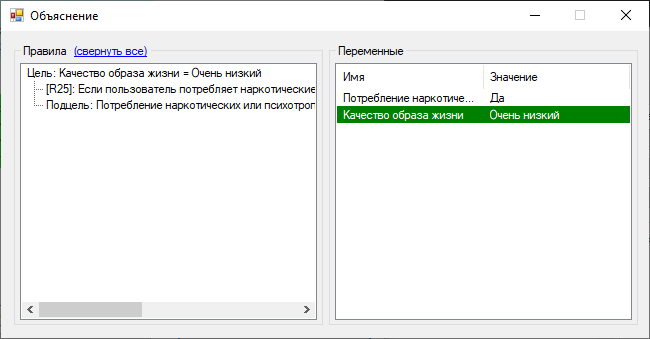 Объяснение
Правила (свернуть все)
Цель: Качество образа жизни = Очень низкий
[R25]: Если пользователь потребляет наркотические
Подцель: Потребление наркотических или психотроп
Переменные
Имя Значение
Потребление наркотиче... Да
Качество образа жизни Очень низкий